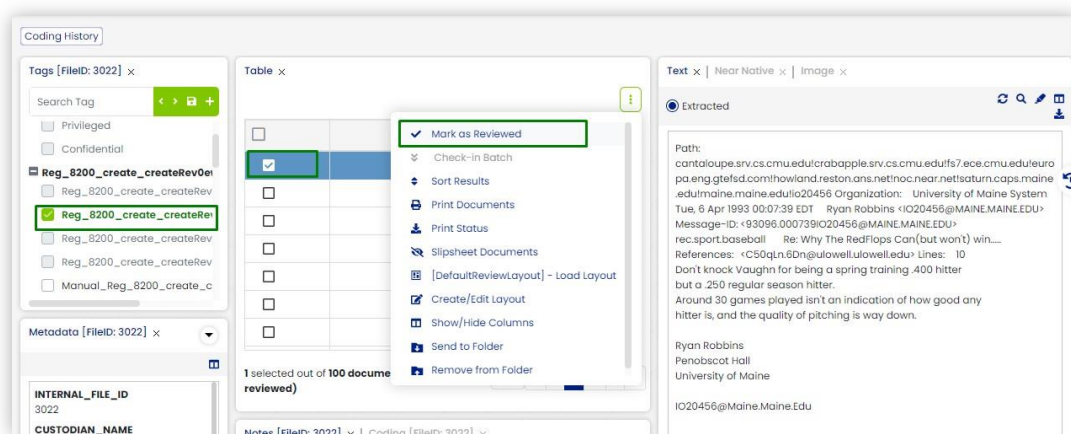 Coding History
Tags [FileID: 3022] ×
Search Tag
Privileged
Confidential
Reg_8200_create_createRev0e
Reg_8200_create_createRev
Reg_8200_create_createRev
Reg_8200_create_createRev
Reg_8200_create_createRev
Manual_Reg_8200_create_c
Metadata [FileID: 3022] ×
INTERNAL_FILE_ID
3022
CUSTODIAN_NAME
Table ×
Mark as Reviewed
Check-in Batch
Sort Results
Print Documents
Print Status
Slipsheet Documents
[DefaultReviewLayout] - Load Layout
Create/Edit Layout
Show/Hide Columns
Send to Folder
Remove from Folder
1 selected out of 100 docume
reviewed)
Notes [FileID: 3022] × | Coding [FileID: 3022] ×
Text × | Near Native × | Image ×
Extracted
Path:
cantaloupe.srv.cs.cmu.edu!crabapple.srv.cs.cmu.edu!fs7.ece.cmu.edu!euro
pa.eng.gtefsd.com!howland.reston.ans.net!noc.near.net!saturn.caps.maine
.edu!maine.maine.edu!io20456 Organization: University of Maine System
Tue, 6 Apr 1993 00:07:39 EDT Ryan Robbins <IO20456@MAINE.MAINE.EDU>
Message-ID: <93096.000739IO20456@MAINE.MAINE.EDU>
rec.sport.baseball Re: Why The RedFlops Can(but won't) win.....
References: <C50qLn.6Dn@ulowell.ulowell.edu> Lines: 10
Don't knock Vaughn for being a spring training .400 hitter
but a .250 regular season hitter.
Around 30 games played isn't an indication of how good any
hitter is, and the quality of pitching is way down.
Ryan Robbins
Penobscot Hall
University of Maine
IO20456@Maine.Maine.Edu